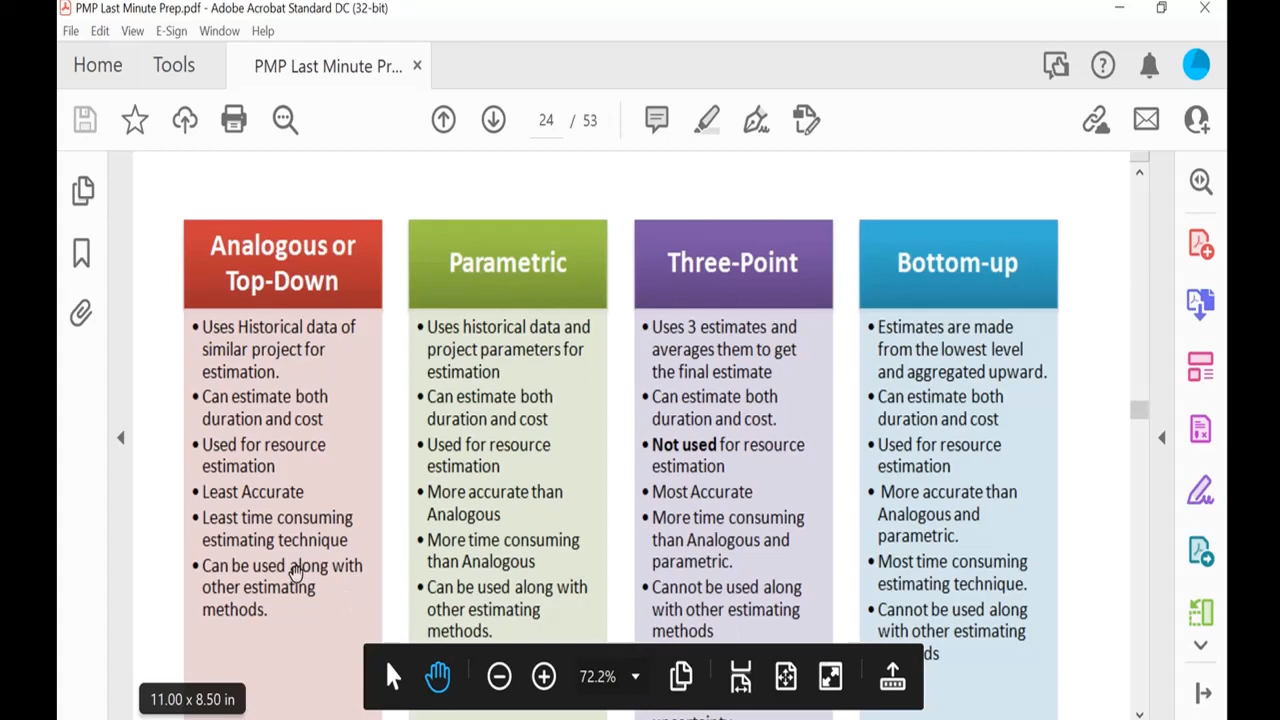 PMP Last Minute Prep.pdf - Adobe Acrobat Standard DC (32-bit)
File Edit View E-Sign Window Help
Home Tools PMP Last Minute Pr... ×
24 / 53
Analogous or
Top-Down
• Uses Historical data of
similar project for
estimation.
• Can estimate both
duration and cost
• Used for resource
estimation
• Least Accurate
• Least time consuming
estimating technique
• Can be used along with
other estimating
methods.
Parametric
• Uses historical data and
project parameters for
estimation
• Can estimate both
duration and cost
• Used for resource
estimation
• More accurate than
Analogous
• More time consuming
than Analogous
• Can be used along with
other estimating
methods.
Three-Point
• Uses 3 estimates and
averages them to get
the final estimate
• Can estimate both
duration and cost.
• Not used for resource
estimation
• Most Accurate
• More time consuming
than Analogous and
parametric.
• Cannot be used along
with other estimating
methods
Bottom-up
• Estimates are made
from the lowest level
and aggregated upward.
• Can estimate both
duration and cost
• Used for resource
estimation
• More accurate than
Analogous and
parametric.
• Most time consuming
estimating technique.
• Cannot be used along
with other estimating
ds
72.2%
11.00 x 8.50 in